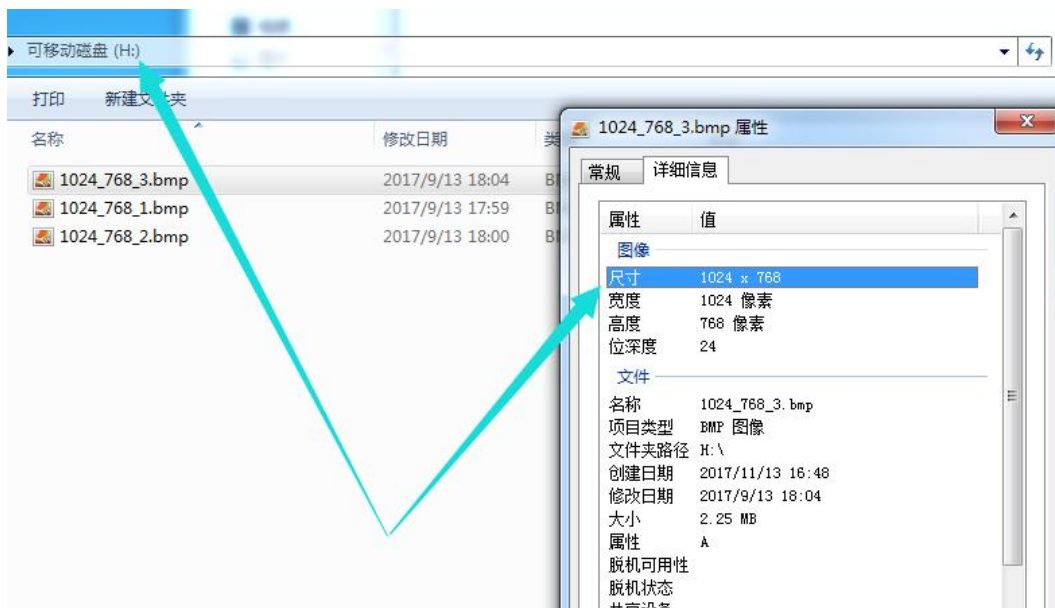 可移动磁盘 (H:)
打印 新建文件夹
名称 修改日期 类
1024_768_3.bmp 2017/9/13 18:04 B
1024_768_1.bmp 2017/9/13 17:59 B
1024_768_2.bmp 2017/9/13 18:00 B
1024_768_3.bmp 属性
常规 详细信息
属性 值
图像
尺寸 1024 x 768
宽度 1024 像素
高度 768 像素
位深度 24
文件
名称 1024_768_3.bmp
项目类型 BMP 图像
文件夹路径 H:\
创建日期 2017/11/13 16:48
修改日期 2017/9/13 18:04
大小 2.25 MB
属性 A
脱机可用性
脱机状态
共享设备